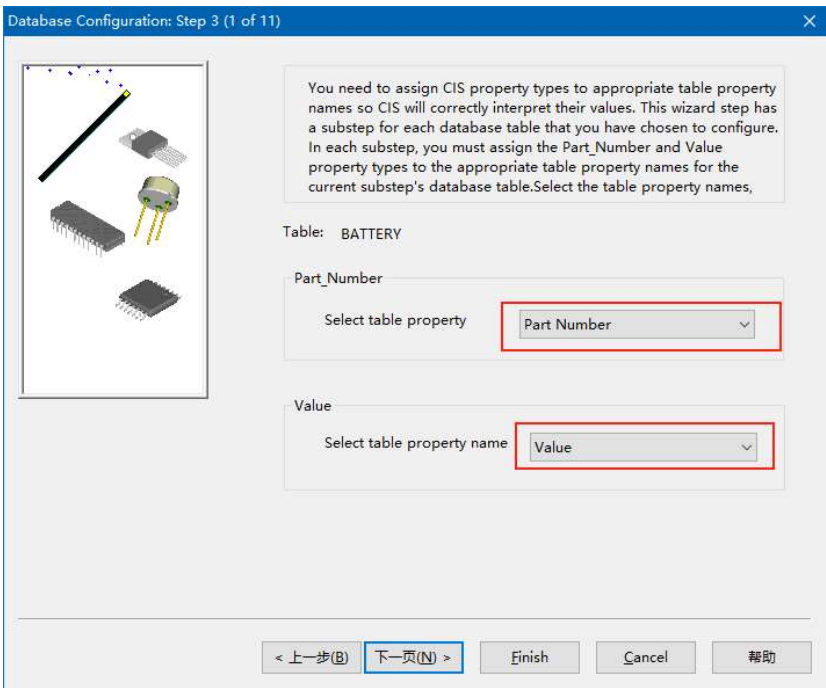 Database Configuration: Step 3 (1 of 11)
You need to assign CIS property types to appropriate table property
names so CIS will correctly interpret their values. This wizard step has
a substep for each database table that you have chosen to configure.
In each substep, you must assign the Part_Number and Value
property types to the appropriate table property names for the
current substep's database table.Select the table property names,
Table: BATTERY
Part_Number
Select table property Part Number
Value
Select table property name Value
< 上一步(B) 下一页(N) > Finish Cancel 帮助